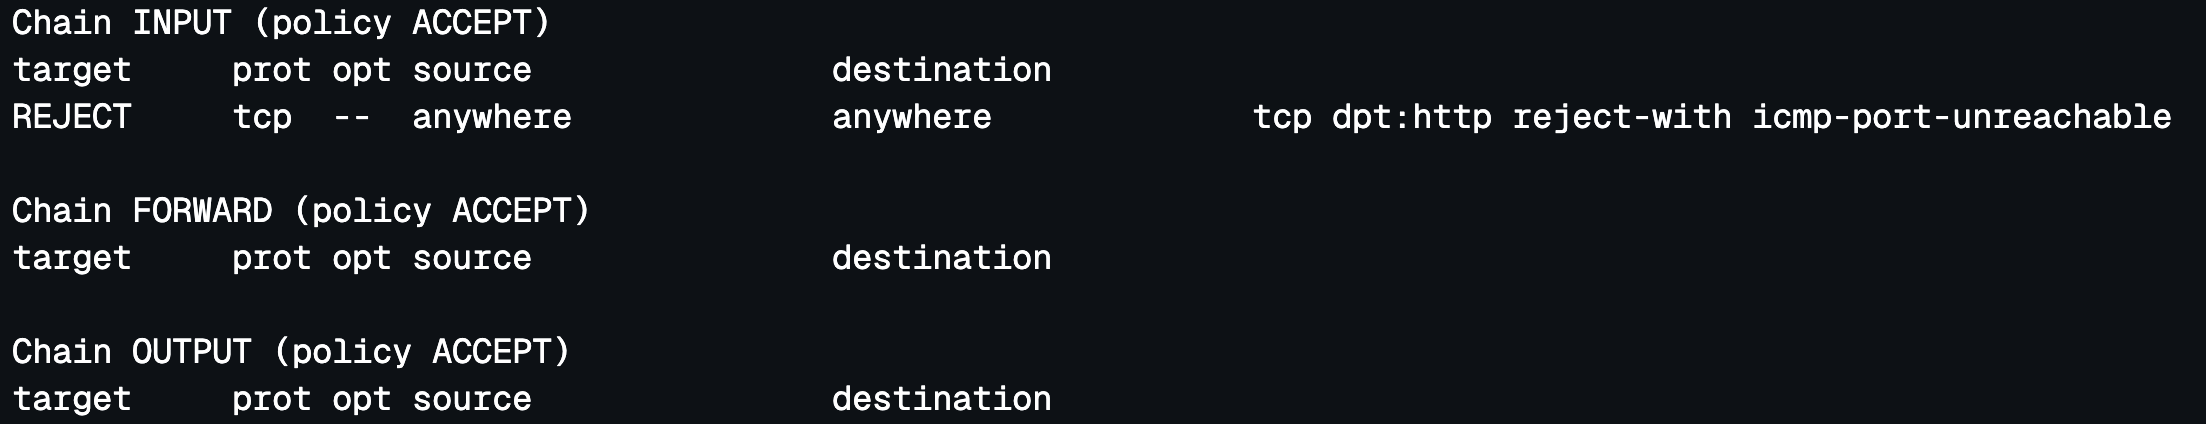 Chain INPUT (policy ACCEPT)
target     prot opt source               destination
REJECT     tcp  --  anywhere             anywhere             tcp dpt:http reject-with icmp-port-unreachable

Chain FORWARD (policy ACCEPT)
target     prot opt source               destination

Chain OUTPUT (policy ACCEPT)
target     prot opt source               destination